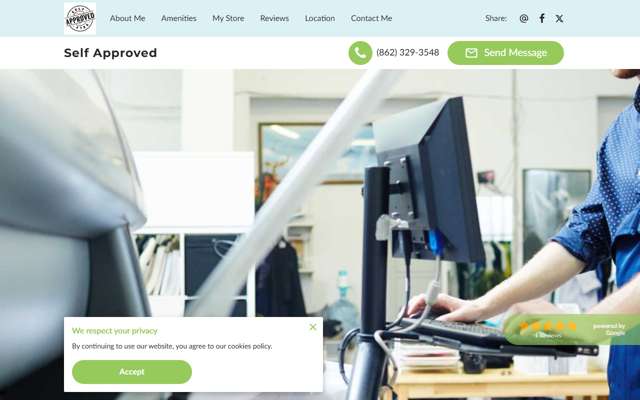 SELF
APPROVED
About Me
Amenities
My Store
Reviews
Location
Contact Me
Share:
Self Approved
(862) 329-3548
Send Message
We respect your privacy
By continuing to use our website, you agree to our cookies policy.
Accept
powered by
Google
Reviews